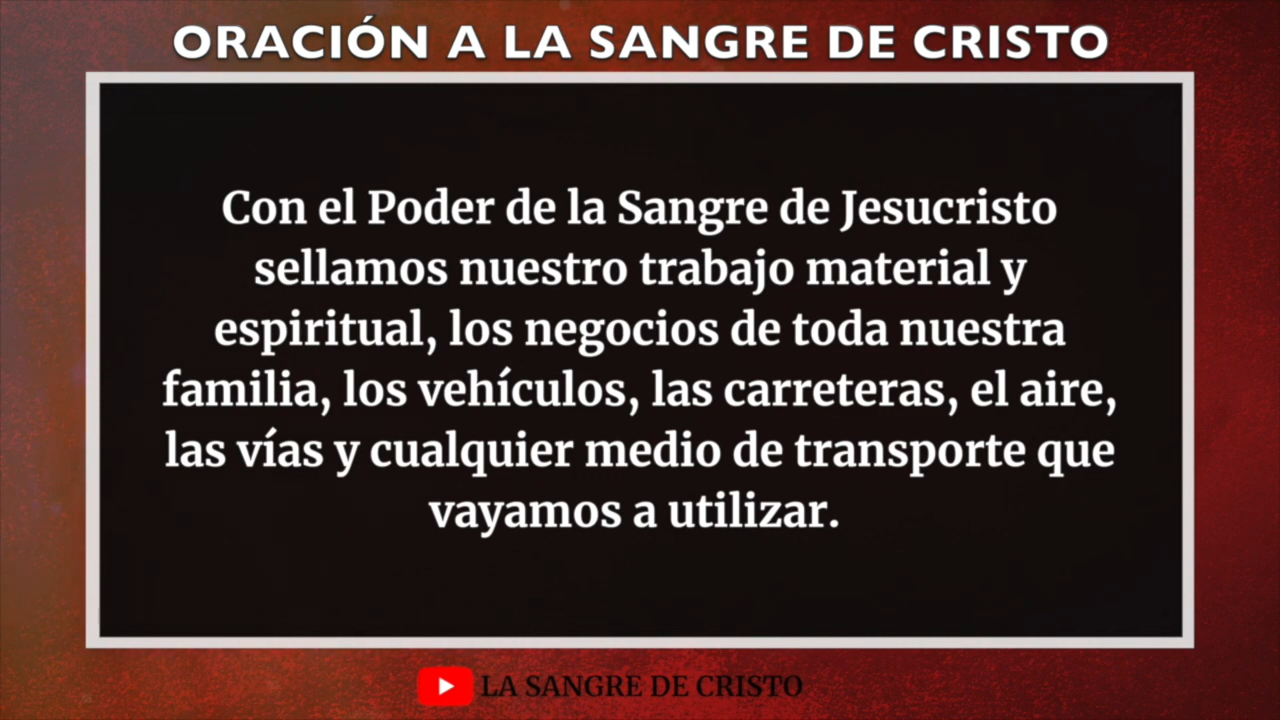 ORACIÓN A LA SANGRE DE CRISTO
Con el Poder de la Sangre de Jesucristo
sellamos nuestro trabajo material y
espiritual, los negocios de toda nuestra
familia, los vehículos, las carreteras, el aire,
las vías y cualquier medio de transporte que
vayamos a utilizar.
LA SANGRE DE CRISTO